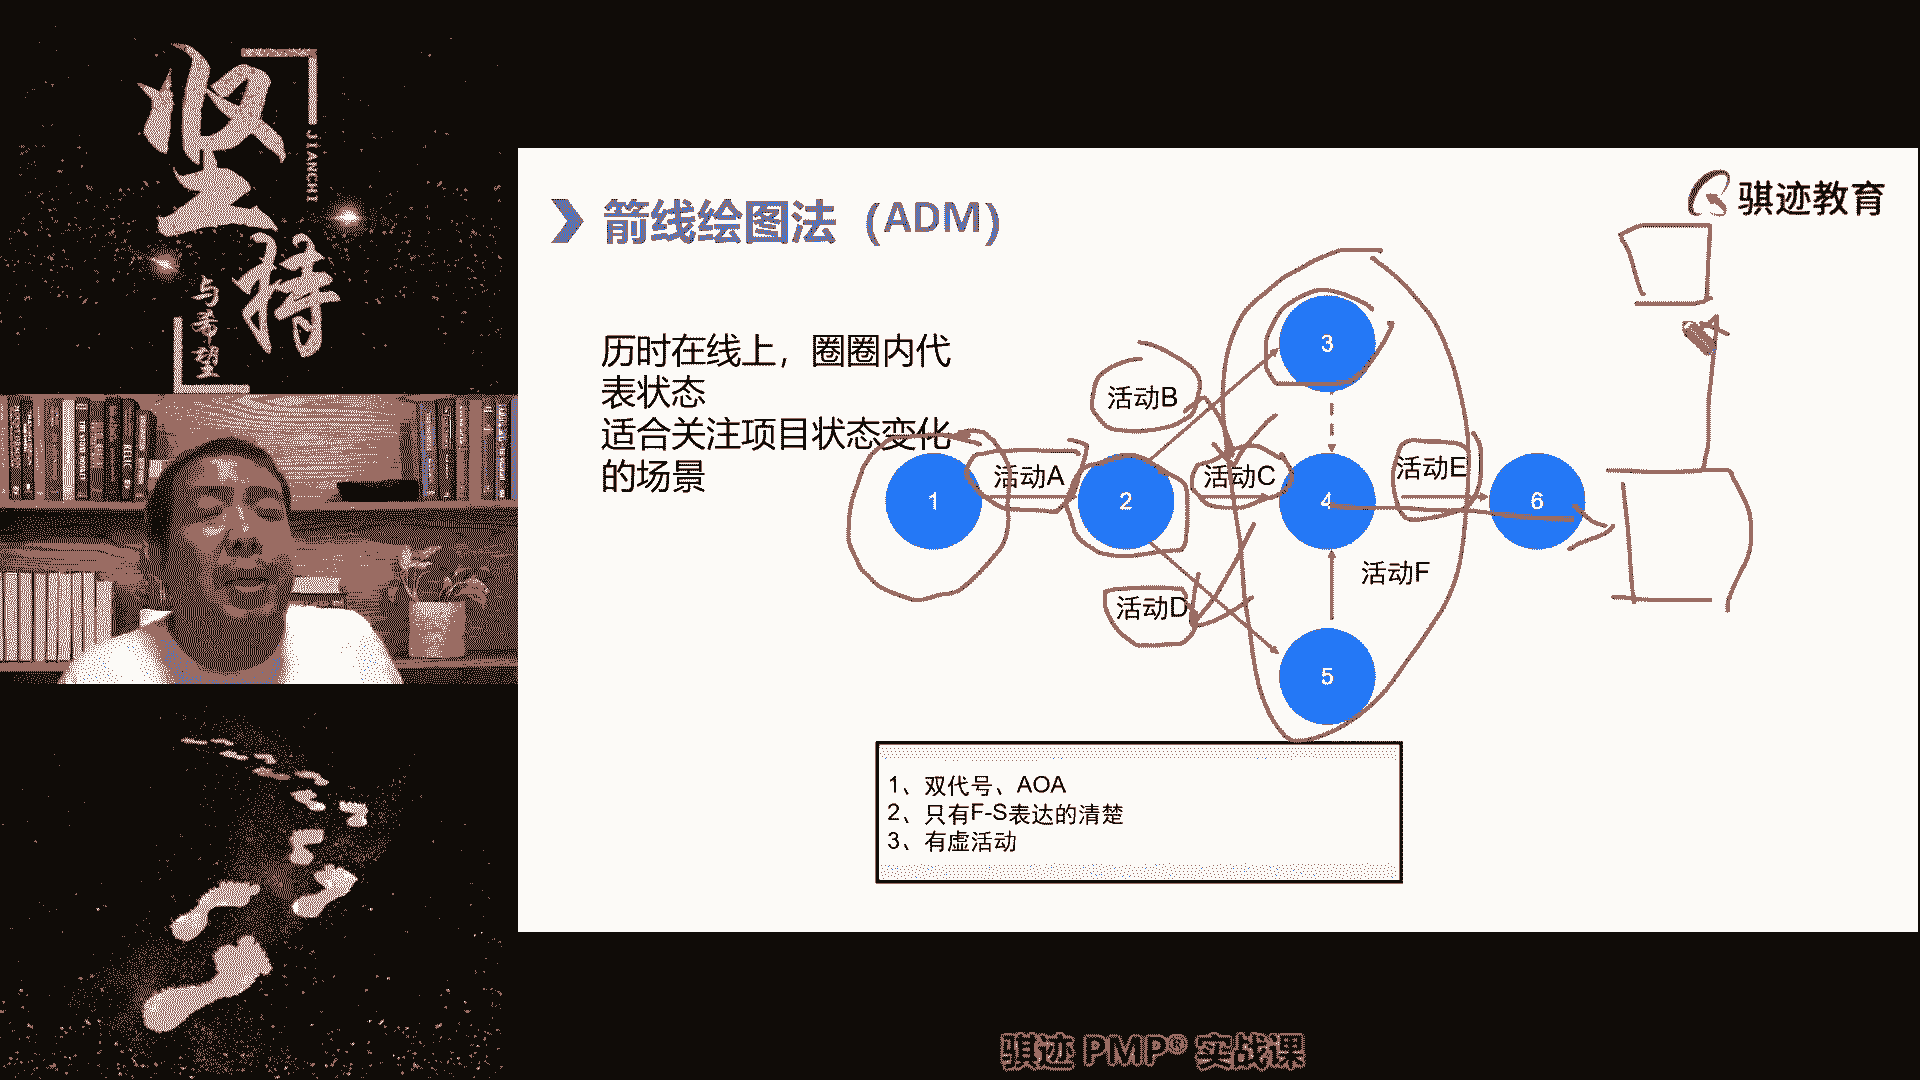 坚持
JIANCHI
与希望
骐迹教育
箭线绘图法（ADM）
历时在线上，圈圈内代
表状态
适合关注项目状态变化
的场景
3
活动B
1
活动A
2
活动C
4
活动E
6
活动F
活动D
5
1、双代号、AOA
2、只有F-S表达的清楚
3、有虚活动
骐迹 PMP® 实战课